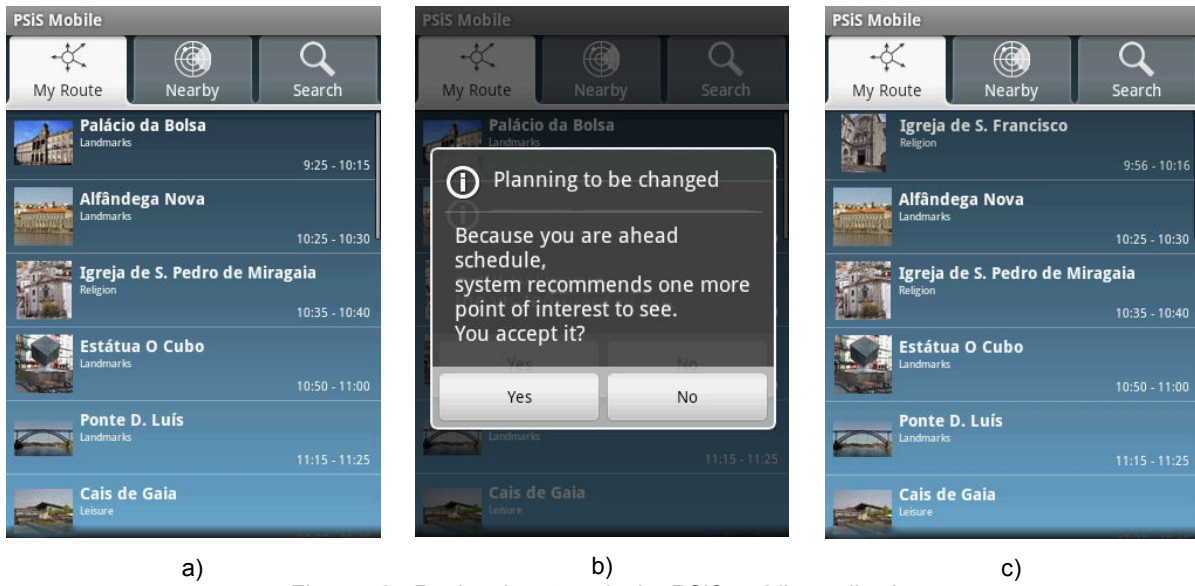 PSiS Mobile
My Route
Nearby
Search
Palácio da Bolsa
Landmarks
9:25 - 10:15
Alfândega Nova
Landmarks
10:25 - 10:30
Igreja de S. Pedro de Miragaia
Religion
10:35 - 10:40
Estátua O Cubo
Landmarks
10:50 - 11:00
Ponte D. Luís
Landmarks
11:15 - 11:25
Cais de Gaia
Leisure
a)
PSiS Mobile
My Route
Nearby
Search
Palácio da Bolsa
Landmarks
Planning to be changed
Because you are ahead
schedule,
system recommends one more
point of interest to see.
You accept it?
Yes
No
Yes
No
Landmarks
11:15 - 11:25
Cais de Gaia
Leisure
b)
PSiS Mobile
My Route
Nearby
Search
Igreja de S. Francisco
Religion
9:56 - 10:16
Alfândega Nova
Landmarks
10:25 - 10:30
Igreja de S. Pedro de Miragaia
Religion
10:35 - 10:40
Estátua O Cubo
Landmarks
10:50 - 11:00
Ponte D. Luís
Landmarks
11:15 - 11:25
Cais de Gaia
Leisure
c)